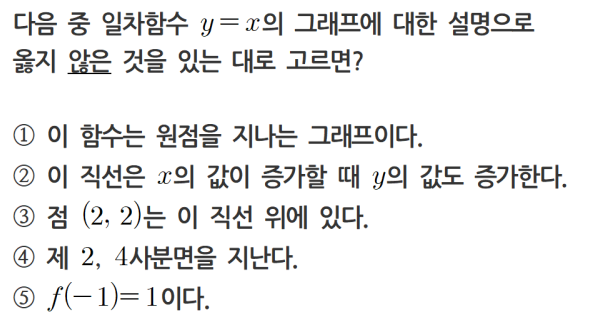 다음 중 일차함수 y=x의 그래프에 대한 설명으로
옳지 않은 것을 있는 대로 고르면?
① 이 함수는 원점을 지나는 그래프이다.
② 이 직선은 x의 값이 증가할 때 y의 값도 증가한다.
③ 점 (2, 2)는 이 직선 위에 있다.
④ 제 2, 4사분면을 지난다.
⑤ f(-1)=1이다.